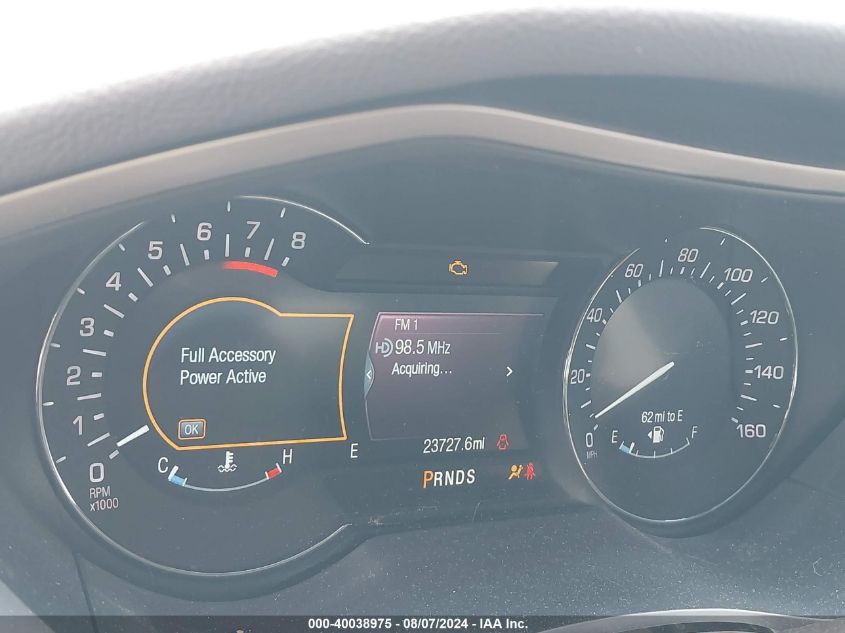 0 1 2 3 4 5 6 7 8
RPM
x1000
Full Accessory
Power Active
OK
C H
FM 1
HD 98.5 MHz
Acquiring...
23727.6mi
E
PRNDS
0 20 40 60 80 100 120 140 160
MPH
62 mi to E
E F
000-40038975 - 08/07/2024 - IAA Inc.